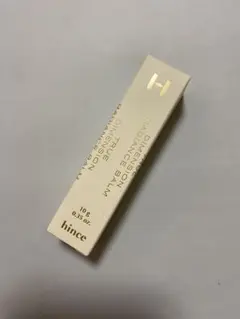 H
TRUE
DIMENSION
RADIANCE BALM
TRUE
DIMENSION
RADIANCE BALM
10 g
0.35 oz.
hince